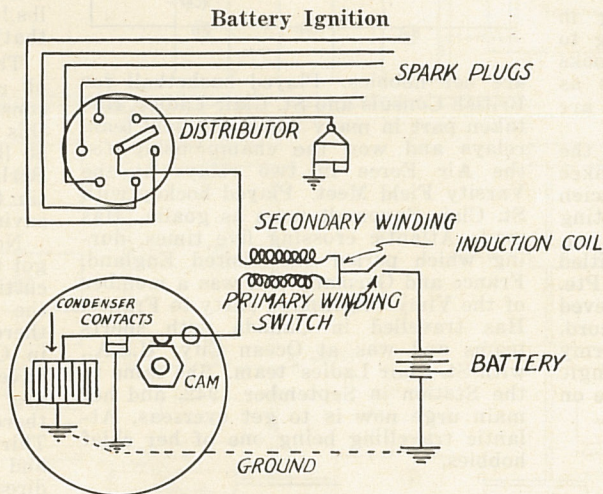 Battery Ignition
SPARK PLUGS
DISTRIBUTOR
SECONDARY WINDING
INDUCTION COIL
PRIMARY WINDING
SWITCH
CONDENSER
CONTACTS
CAM
BATTERY
GROUND